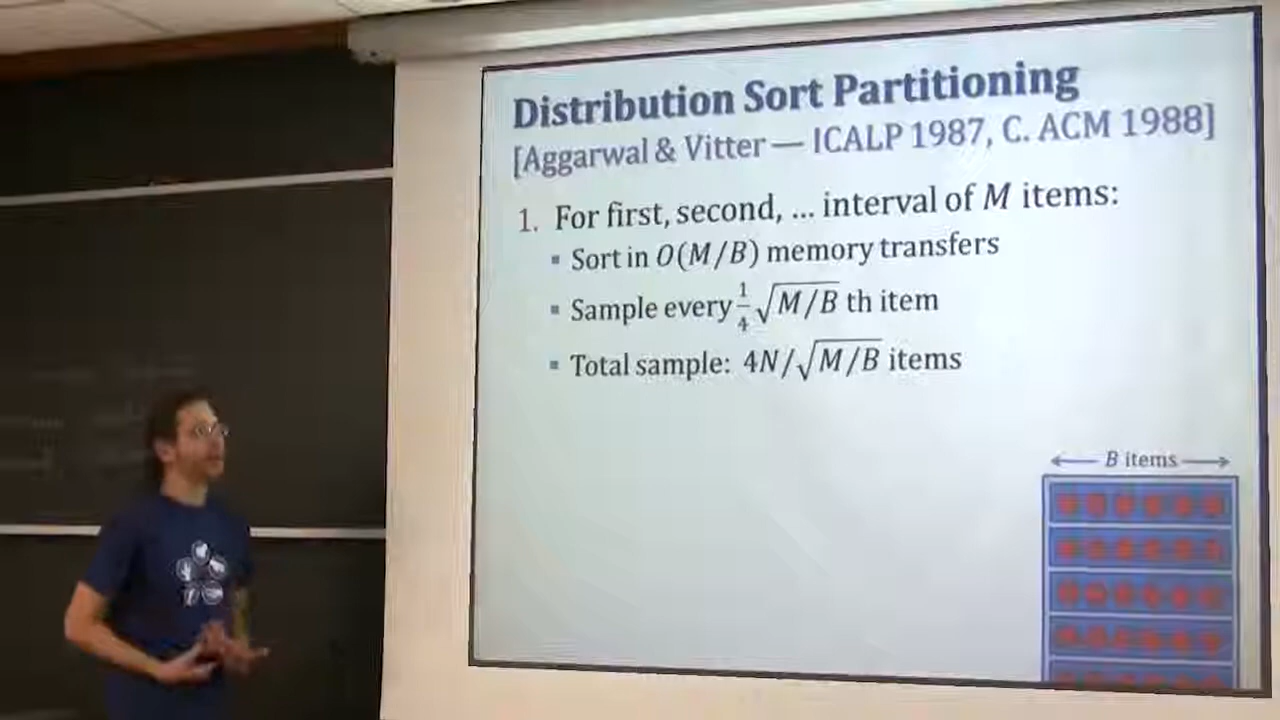 Distribution Sort Partitioning
[Aggarwal & Vitter — ICALP 1987, C. ACM 1988]
1. For first, second, ... interval of M items:
▪ Sort in O(M/B) memory transfers
▪ Sample every 1/4 √(M/B) th item
▪ Total sample: 4N/√(M/B) items
B items